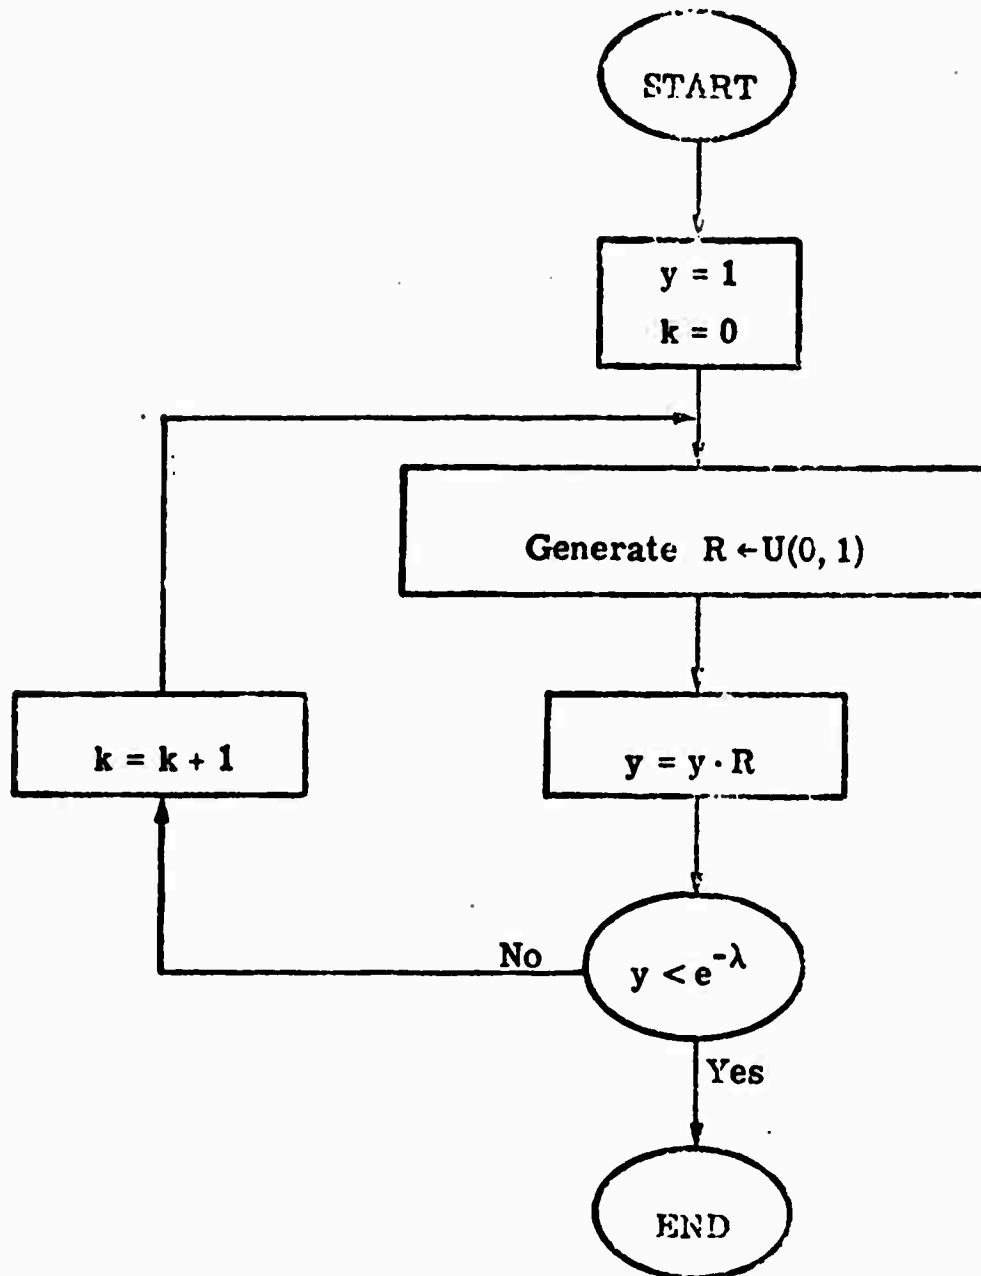 START
y = 1
k = 0
Generate R ← U(0, 1)
k = k + 1
y = y · R
No
y < e^{-λ}
Yes
END